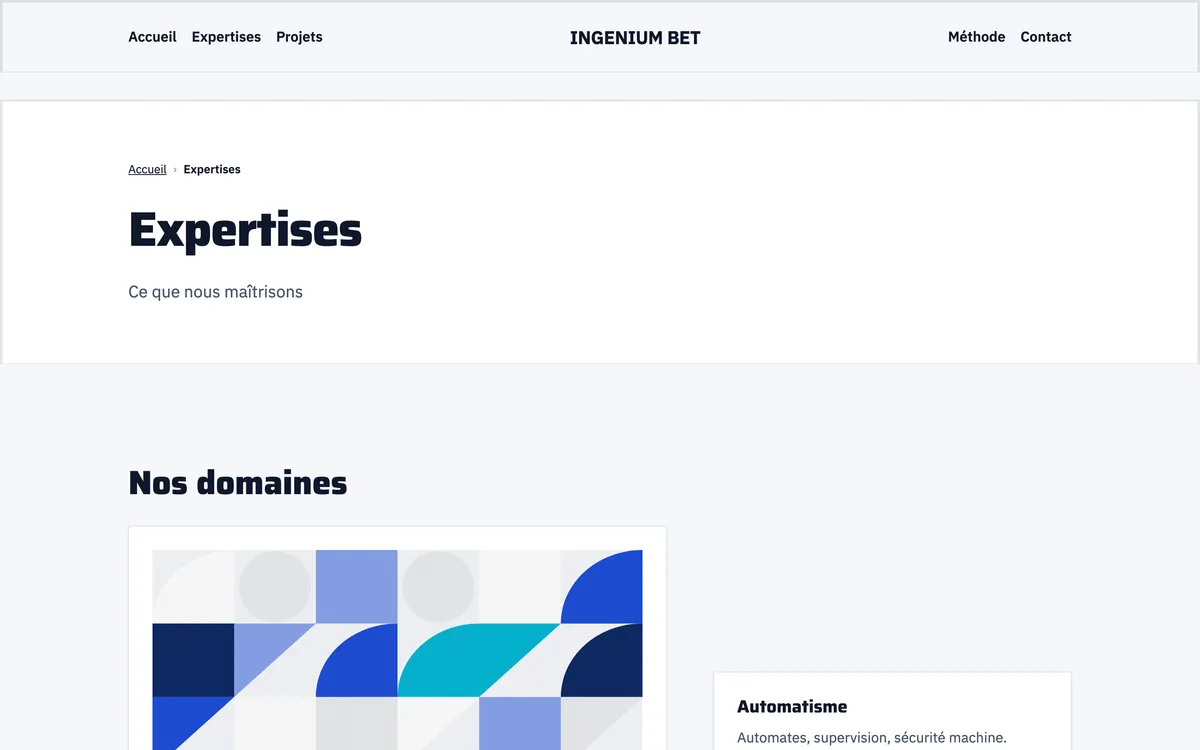 Accueil Expertises Projets INGENIUM BET Méthode Contact
Accueil › Expertises
Expertises
Ce que nous maîtrisons
Nos domaines
Automatisme
Automates, supervision, sécurité machine.